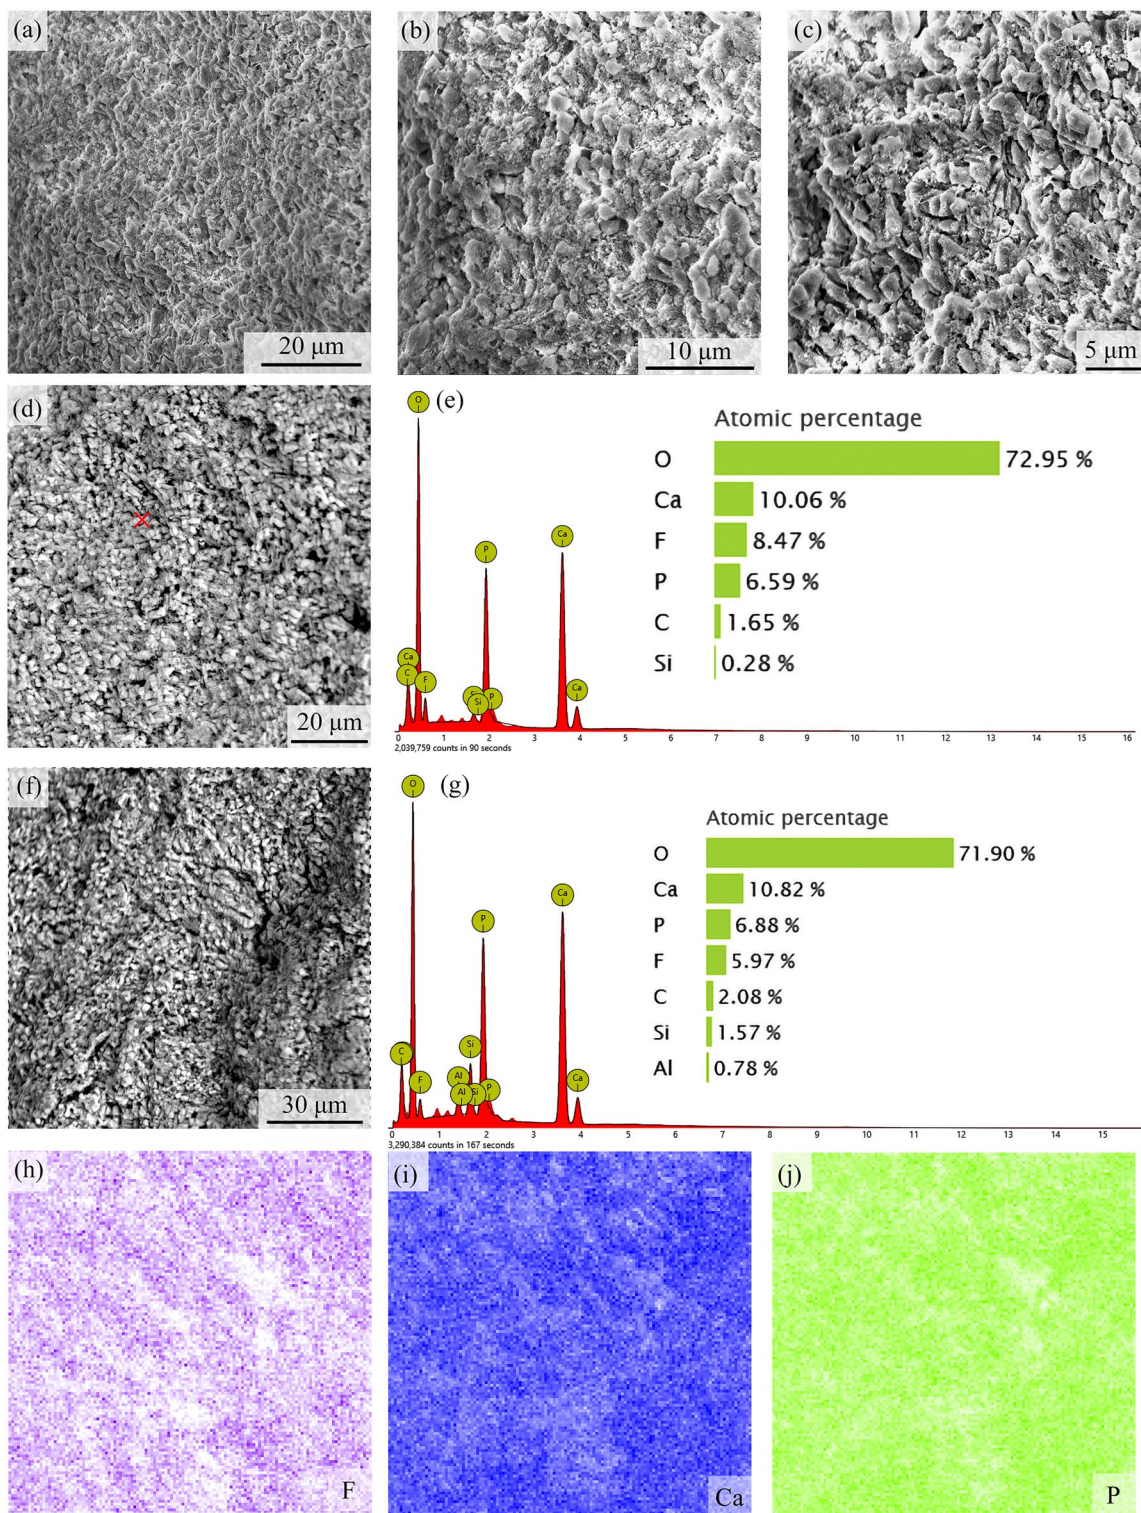 (a)
20 μm
(b)
10 μm
(c)
5 μm
(d)
20 μm
(e)
O
Ca
C
F
Si
P
P
Ca
Ca
0 1 2 3 4 5 6 7 8 9 10 11 12 13 14 15 16
2,039,759 counts in 90 seconds
Atomic percentage
O 72.95 %
Ca 10.06 %
F 8.47 %
P 6.59 %
C 1.65 %
Si 0.28 %
(f)
30 μm
(g)
O
C
F
Al
Al
Si
Si
P
P
Ca
Ca
0 1 2 3 4 5 6 7 8 9 10 11 12 13 14 15
3,290,384 counts in 167 seconds
Atomic percentage
O 71.90 %
Ca 10.82 %
P 6.88 %
F 5.97 %
C 2.08 %
Si 1.57 %
Al 0.78 %
(h)
F
(i)
Ca
(j)
P